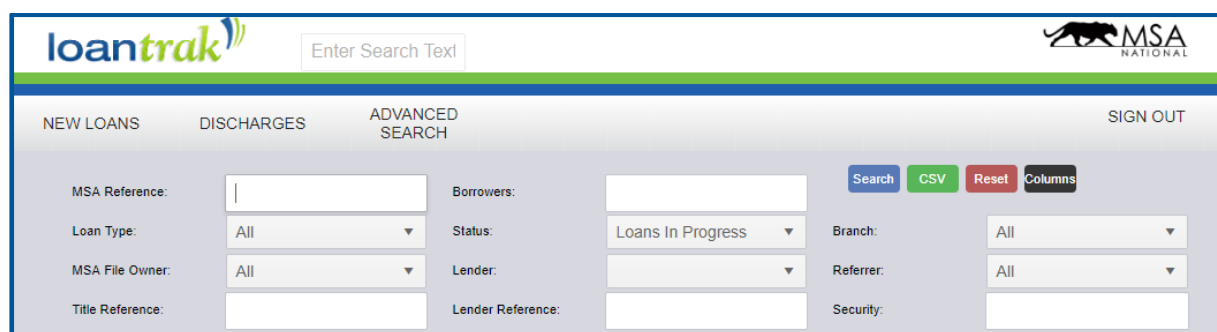 loantrak
Enter Search Text
MSA
NATIONAL
NEW LOANS
DISCHARGES
ADVANCED
SEARCH
SIGN OUT
Search CSV Reset Columns
MSA Reference:
Borrowers:
Loan Type: All
Status: Loans In Progress
Branch: All
MSA File Owner: All
Lender:
Referrer: All
Title Reference:
Lender Reference:
Security: